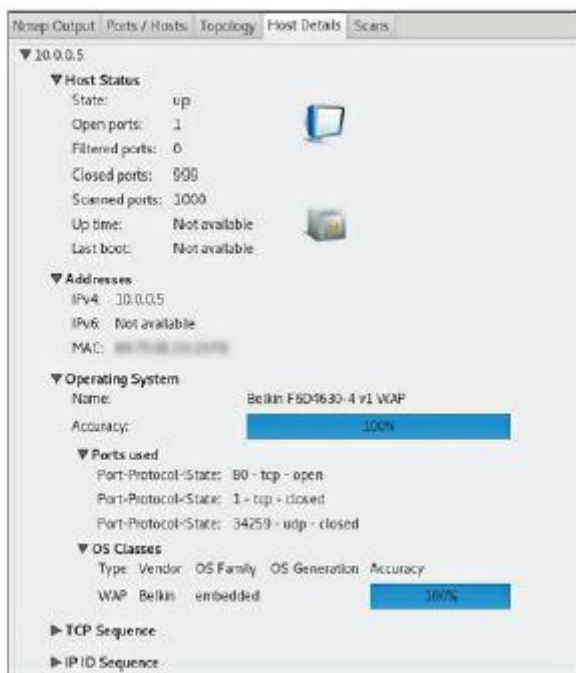 Nmap Output Ports / Hosts Topology Host Details Scans
10.0.0.5
Host Status
State: up
Open ports: 1
Filtered ports: 0
Closed ports: 999
Scanned ports: 1000
Up time: Not available
Last boot: Not available
Addresses
IPv4: 10.0.0.5
IPv6: Not available
MAC:
Operating System
Name: Belkin F6D4630-4 v1 WAP
Accuracy: 100%
Ports used
Port-Protocol-State: 80 - tcp - open
Port-Protocol-State: 1 - tcp - closed
Port-Protocol-State: 34259 - udp - closed
OS Classes
Type Vendor OS Family OS Generation Accuracy
WAP Belkin embedded 100%
TCP Sequence
IP ID Sequence